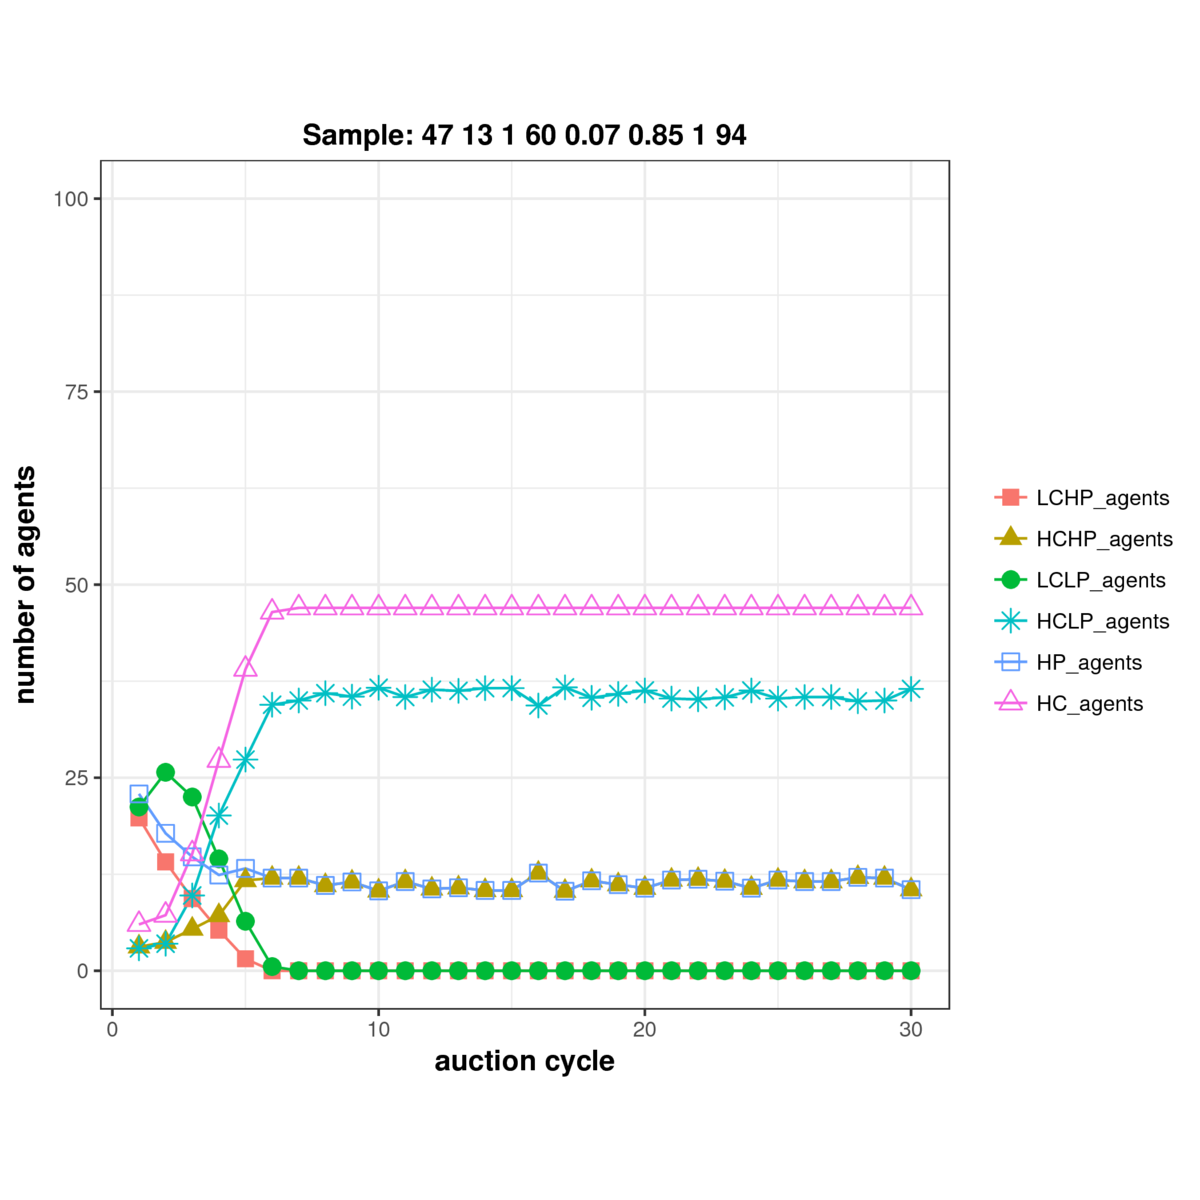 Sample: 47 13 1 60 0.07 0.85 1 94
number of agents
100
75
50
25
0
0 10 20 30
auction cycle
LCHP_agents
HCHP_agents
LCLP_agents
HCLP_agents
HP_agents
HC_agents